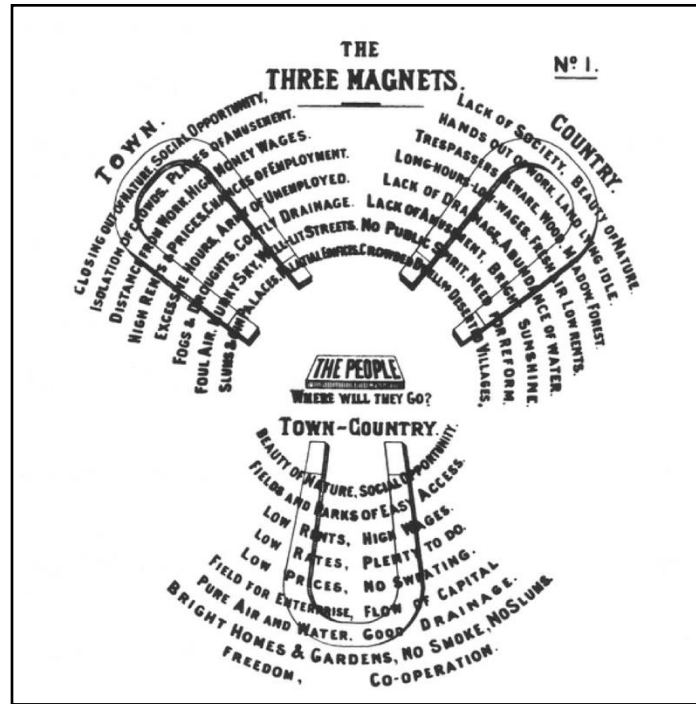 THE
THREE MAGNETS.
Nº 1.
TOWN.
CLOSING OUT OF NATURE. SOCIAL OPPORTUNITY,
ISOLATION OF CROWDS. PLACES OF AMUSEMENT.
DISTANCE FROM WORK. HIGH MONEY WAGES.
HIGH RENTS & PRICES. CHANCES OF EMPLOYMENT.
EXCESSIVE HOURS, ARMY OF UNEMPLOYED.
FOGS & DROUGHTS. COSTLY DRAINAGE.
FOUL AIR. MURKY SKY. WELL-LIT STREETS.
SLUMS & GIN PALACES. PALATIAL EDIFICES.
COUNTRY.
LACK OF SOCIETY. BEAUTY OF NATURE.
HANDS OUT OF WORK. LAND LYING IDLE.
TRESPASSERS BEWARE. WOOD, MEADOW, FOREST.
LONG-HOURS-LOW-WAGES. FRESH AIR LOW RENTS.
LACK OF DRAINAGE. ABUNDANCE OF WATER.
LACK OF AMUSEMENT. BRIGHT SUNSHINE.
NO PUBLIC SPIRIT. NEED FOR REFORM.
CROWDED DWELLINGS DESERTED VILLAGES,
THE PEOPLE
WHERE WILL THEY GO?
TOWN-COUNTRY.
BEAUTY OF NATURE, SOCIAL OPPORTUNITY.
FIELDS AND PARKS OF EASY ACCESS.
LOW RENTS, HIGH WAGES.
LOW RATES, PLENTY TO DO.
LOW PRICES, NO SWEATING.
FIELD FOR ENTERPRISE, FLOW OF CAPITAL
PURE AIR AND WATER. GOOD DRAINAGE.
BRIGHT HOMES & GARDENS, NO SMOKE, NO SLUMS.
FREEDOM, CO-OPERATION.